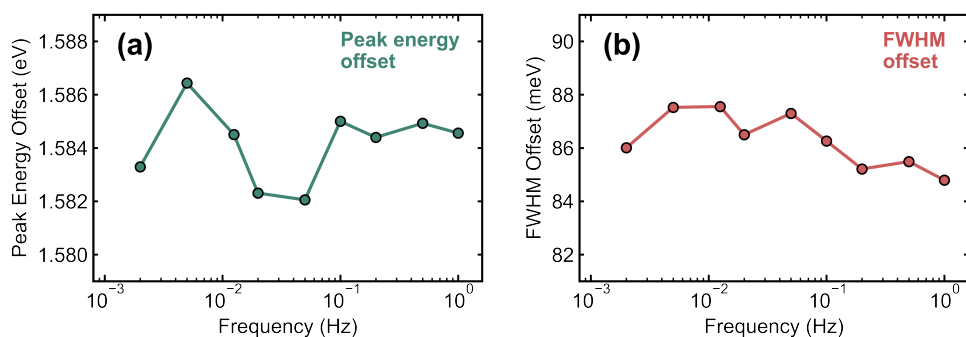 (a)
Peak energy
offset
Peak Energy Offset (eV)
1.588
1.586
1.584
1.582
1.580
10⁻³
10⁻²
10⁻¹
10⁰
Frequency (Hz)
(b)
FWHM
offset
FWHM Offset (meV)
90
88
86
84
82
10⁻³
10⁻²
10⁻¹
10⁰
Frequency (Hz)